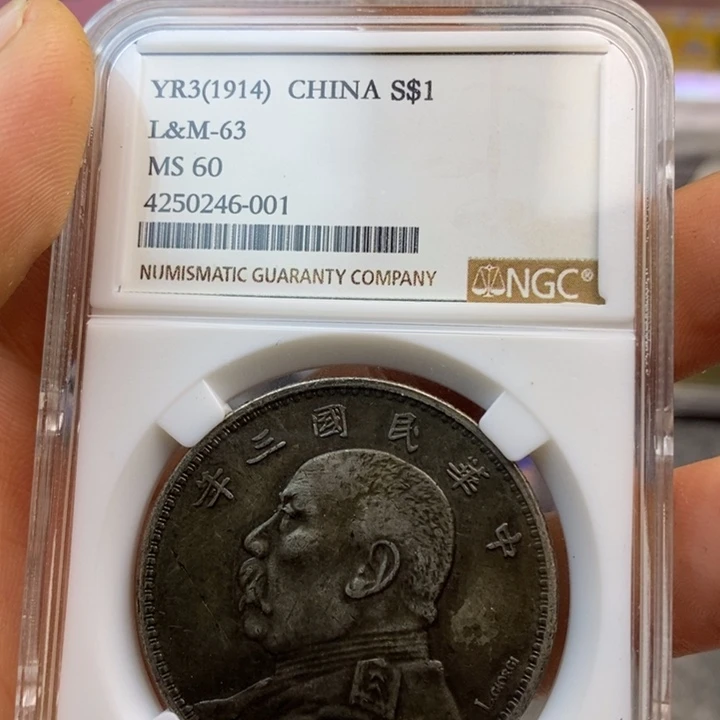 YR3(1914) CHINA S$1
L&M-63
MS 60
4250246-001
NUMISMATIC GUARANTY COMPANY
NGC®
中華民國三年
L.GIORGI